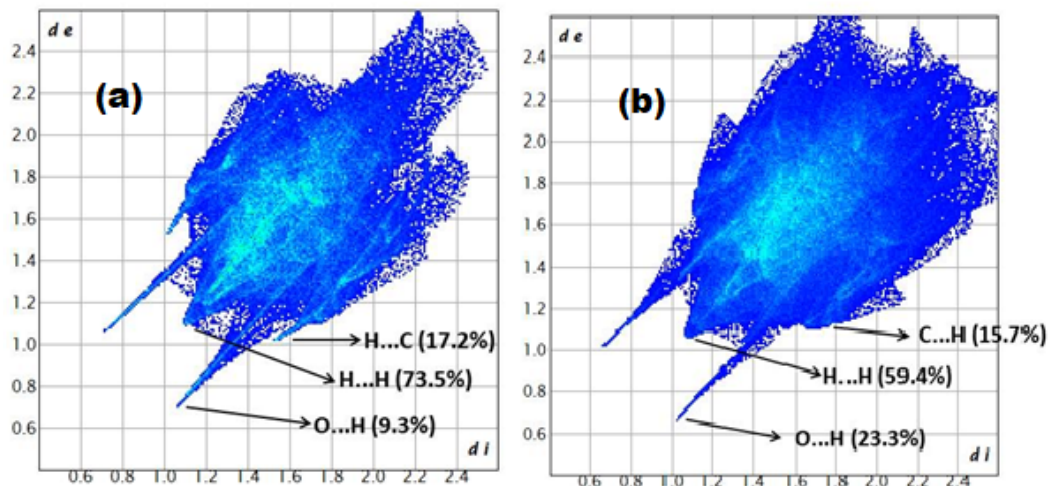 d e
(a)
2.4
2.2
2.0
1.8
1.6
1.4
1.2
1.0
0.8
0.6
H...C (17.2%)
H...H (73.5%)
O...H (9.3%)
d i
0.6 0.8 1.0 1.2 1.4 1.6 1.8 2.0 2.2 2.4
d e
(b)
2.4
2.2
2.0
1.8
1.6
1.4
1.2
1.0
0.8
0.6
C...H (15.7%)
H...H (59.4%)
O...H (23.3%)
d i
0.6 0.8 1.0 1.2 1.4 1.6 1.8 2.0 2.2 2.4